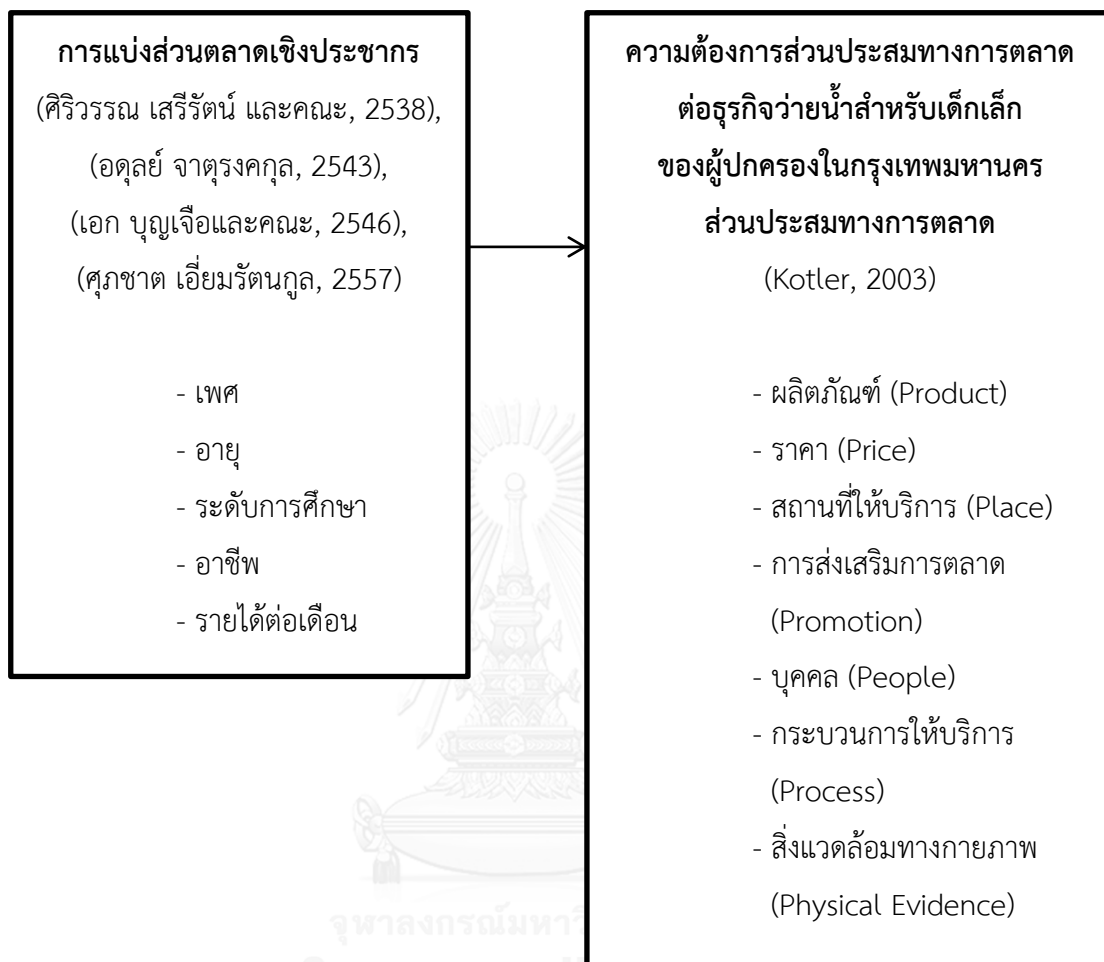 การแบ่งส่วนตลาดเชิงประชากร
(ศิริวรรณ เสรีรัตน์ และคณะ, 2538),
(อดุลย์ จาตุรงคกุล, 2543),
(เอก บุญเจือและคณะ, 2546),
(ศุภชาต เอี่ยมรัตนกูล, 2557)
- เพศ
- อายุ
- ระดับการศึกษา
- อาชีพ
- รายได้ต่อเดือน
ความต้องการส่วนประสมทางการตลาด
ต่อธุรกิจว่ายน้ำสำหรับเด็กเล็ก
ของผู้ปกครองในกรุงเทพมหานคร
ส่วนประสมทางการตลาด
(Kotler, 2003)
- ผลิตภัณฑ์ (Product)
- ราคา (Price)
- สถานที่ให้บริการ (Place)
- การส่งเสริมการตลาด
(Promotion)
- บุคคล (People)
- กระบวนการให้บริการ
(Process)
- สิ่งแวดล้อมทางกายภาพ
(Physical Evidence)